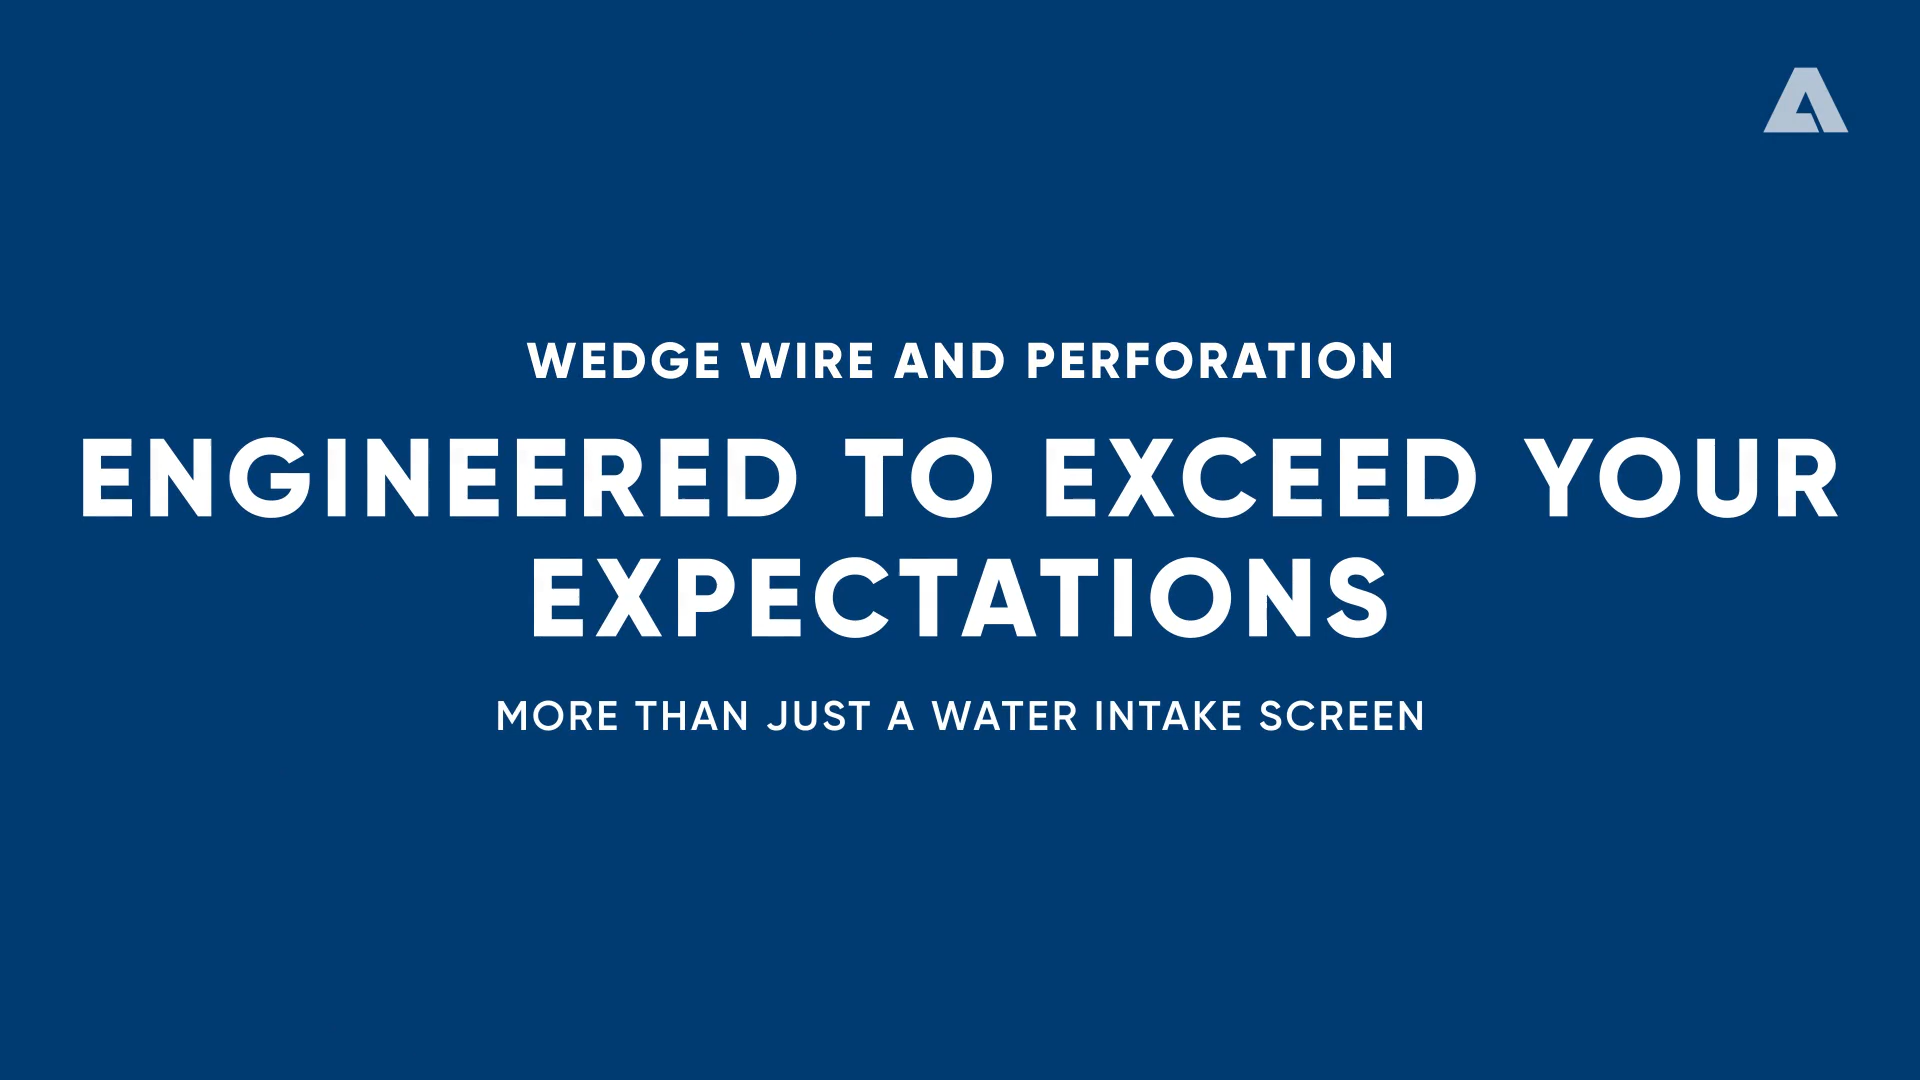 WEDGE WIRE AND PERFORATION
ENGINEERED TO EXCEED YOUR
EXPECTATIONS
MORE THAN JUST A WATER INTAKE SCREEN